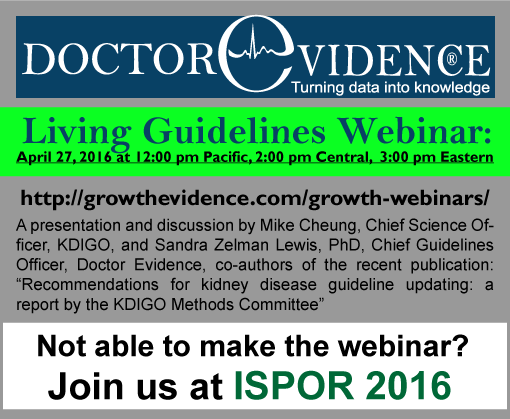 DOCTOR eVIDENCE®
Turning data into knowledge
Living Guidelines Webinar:
April 27, 2016 at 12:00 pm Pacific, 2:00 pm Central, 3:00 pm Eastern
http://growthevidence.com/growth-webinars/
A presentation and discussion by Mike Cheung, Chief Science Of-
ficer, KDIGO, and Sandra Zelman Lewis, PhD, Chief Guidelines
Officer, Doctor Evidence, co-authors of the recent publication:
“Recommendations for kidney disease guideline updating: a
report by the KDIGO Methods Committee”
Not able to make the webinar?
Join us at ISPOR 2016